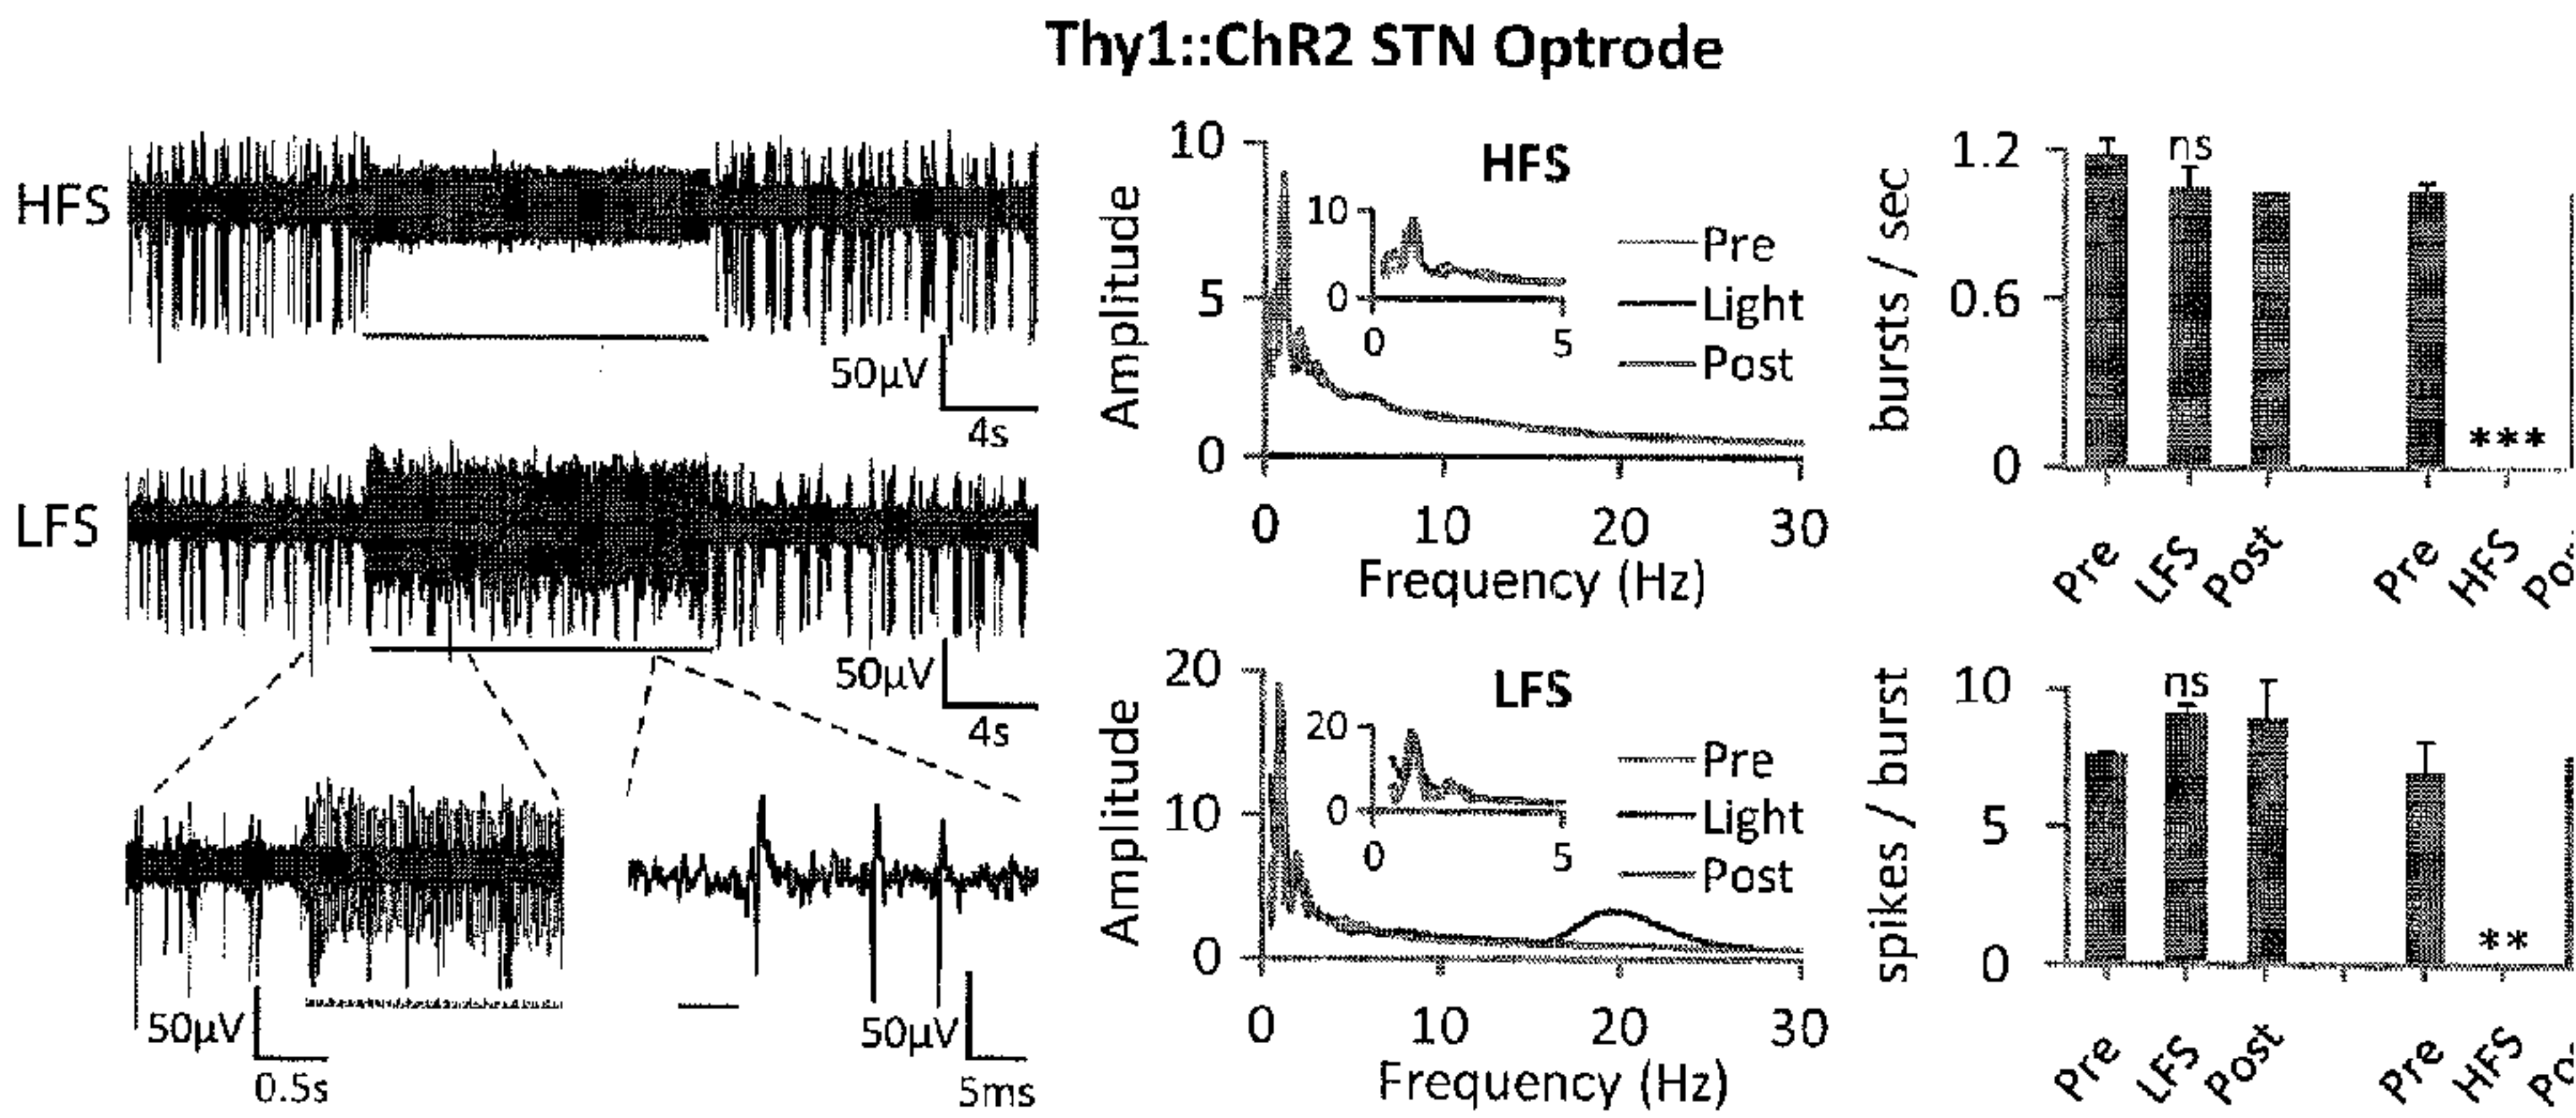 Thy1::ChR2 STN Optrode
HFS
50µV
4s
LFS
50µV
4s
50µV
0.5s
50µV
5ms
10
5
0
Amplitude
HFS
10
0
0
5
Pre
Light
Post
0
10
20
30
Frequency (Hz)
20
10
0
Amplitude
LFS
20
0
0
5
Pre
Light
Post
0
10
20
30
Frequency (Hz)
1.2
0.6
0
bursts / sec
ns
***
Pre
LFS
Post
Pre
HFS
Po
10
5
0
spikes / burst
ns
**
Pre
LFS
Post
Pre
HFS
Po